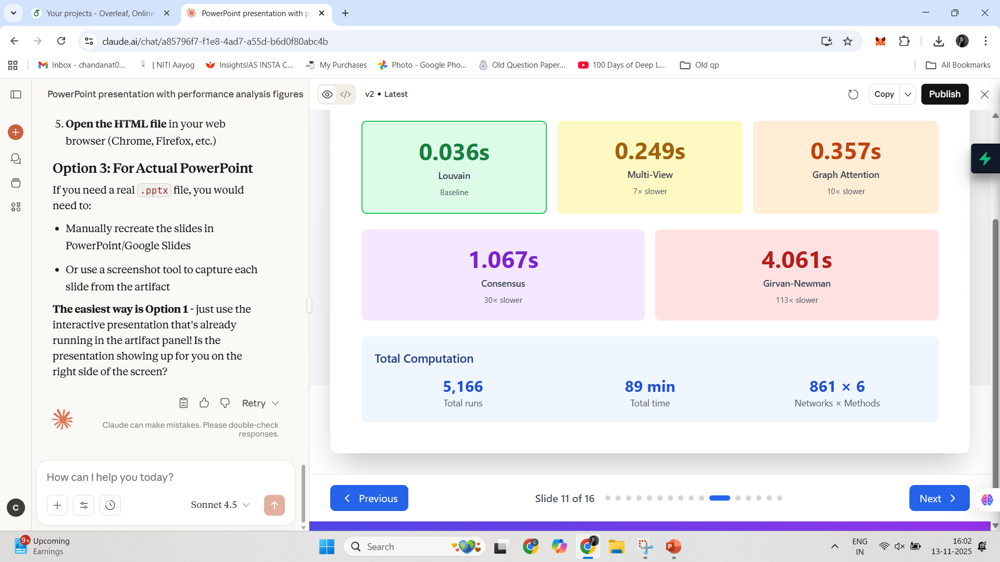 Your projects - Overleaf, Online
PowerPoint presentation with p
claude.ai/chat/a85796f7-f1e8-4ad7-a55d-b6d0f80abc4b
Inbox - chandanat0...
| NITI Aayog
InsightsIAS INSTA C...
My Purchases
Photo - Google Pho...
Old Question Paper...
100 Days of Deep L...
Old qp
All Bookmarks
PowerPoint presentation with performance analysis figures
5. Open the HTML file in your web
browser (Chrome, Firefox, etc.)
Option 3: For Actual PowerPoint
If you need a real .pptx file, you would
need to:
• Manually recreate the slides in
PowerPoint/Google Slides
• Or use a screenshot tool to capture each
slide from the artifact
The easiest way is Option 1 - just use the
interactive presentation that's already
running in the artifact panel! Is the
presentation showing up for you on the
right side of the screen?
Retry
Claude can make mistakes. Please double-check
responses.
How can I help you today?
Sonnet 4.5
C
v2 • Latest
Copy
Publish
0.036s
Louvain
Baseline
0.249s
Multi-View
7× slower
0.357s
Graph Attention
10× slower
1.067s
Consensus
30× slower
4.061s
Girvan-Newman
113× slower
Total Computation
5,166
Total runs
89 min
Total time
861 × 6
Networks × Methods
Previous
Slide 11 of 16
Next
9+
Upcoming
Earnings
Search
ENG
IN
16:02
13-11-2025